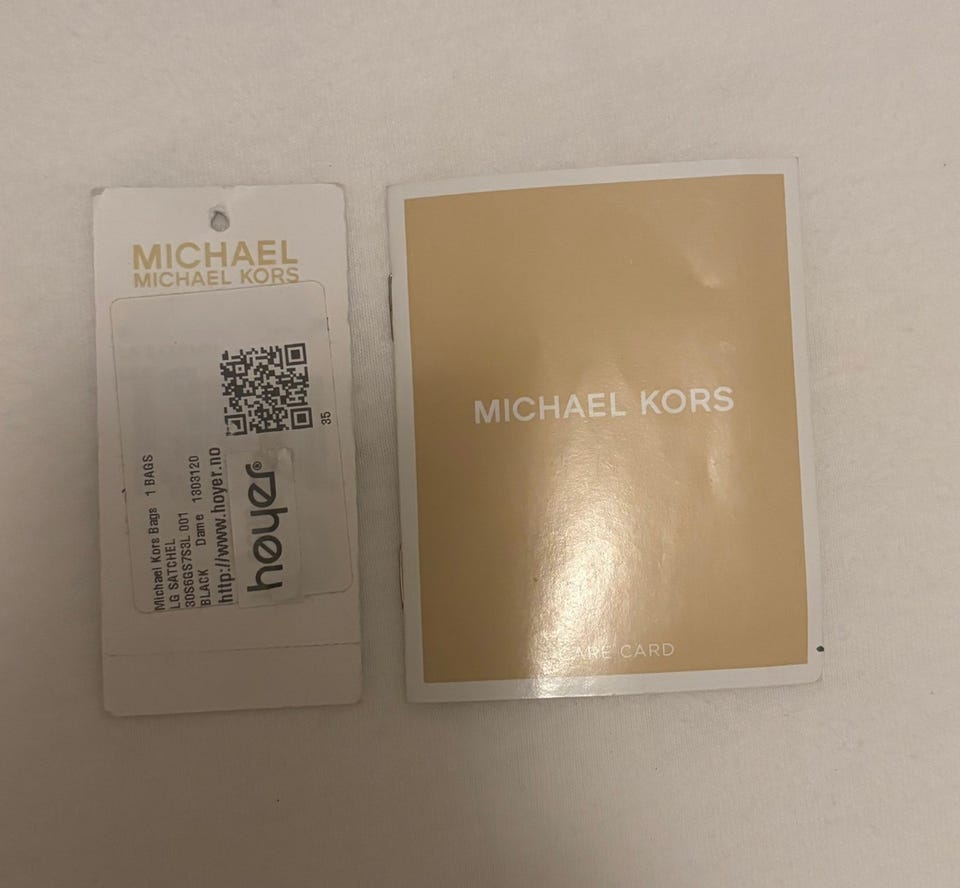 MICHAEL
MICHAEL KORS
Michael Kors Bags 1 BAGS
LG SATCHEL
30S6GS7S3L 001
BLACK Dame 1303120
http://www.hoyer.no
høyer®
35
MICHAEL KORS
CARE CARD